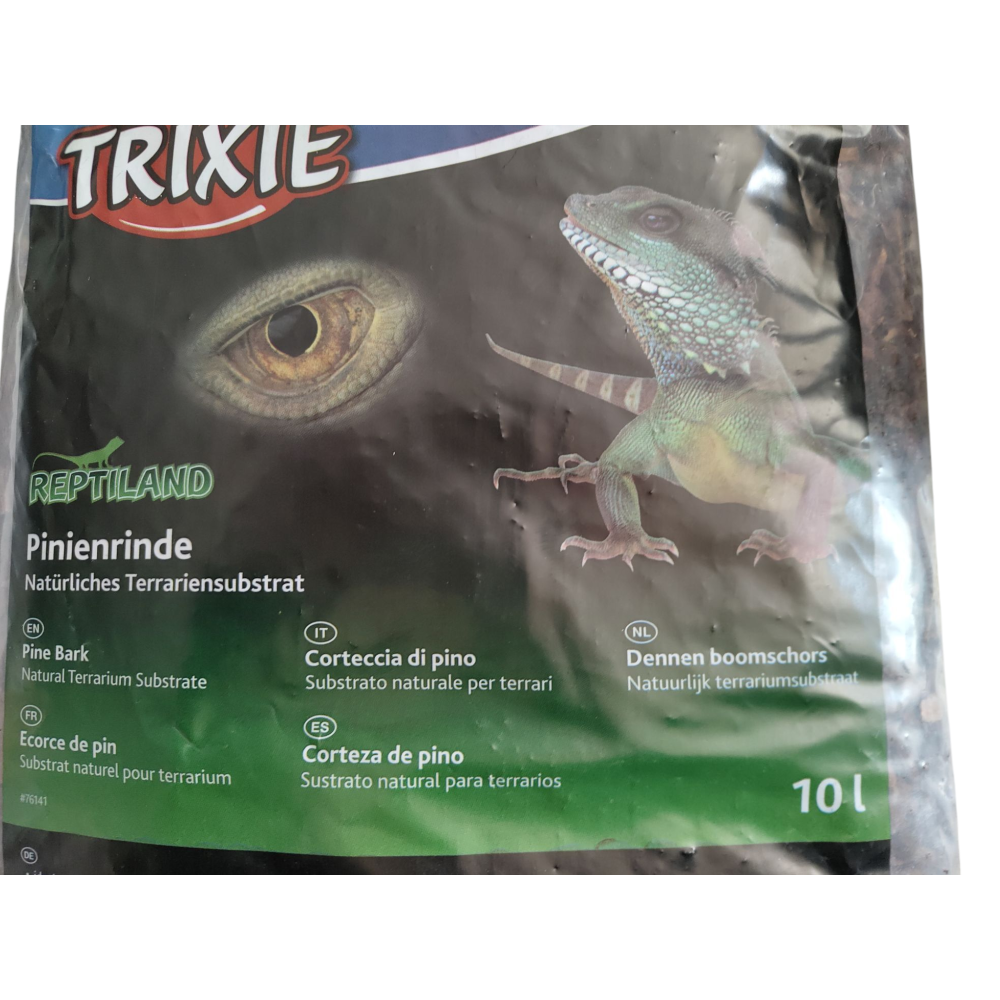 TRIXIE
REPTILAND
Pinienrinde
Natürliches Terrariensubstrat
EN
Pine Bark
Natural Terrarium Substrate
FR
Ecorce de pin
Substrat naturel pour terrarium
#76141
IT
Corteccia di pino
Substrato naturale per terrari
ES
Corteza de pino
Sustrato natural para terrarios
NL
Dennen boomschors
Natuurlijk terrariumsubstraat
10 l
DE